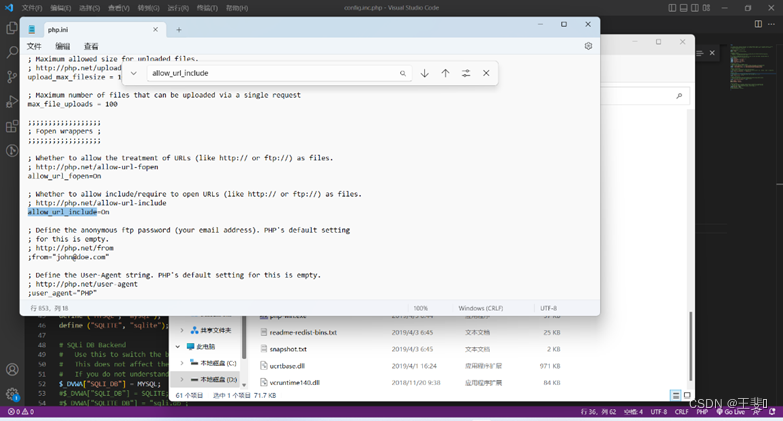 文件(F) 编辑(E) 选择(S) 查看(V) 转到(G) 运行(R) 终端(T) 帮助(H)
config.inc.php - Visual Studio Code
php.ini
文件 编辑 查看
; Maximum allowed size for uploaded files.
; http://php.net/upload
upload_max_filesize = 1
allow_url_include
; Maximum number of files that can be uploaded via a single request
max_file_uploads = 100
;;;;;;;;;;;;;;;;;;
; Fopen wrappers ;
;;;;;;;;;;;;;;;;;;
; Whether to allow the treatment of URLs (like http:// or ftp://) as files.
; http://php.net/allow-url-fopen
allow_url_fopen=On
; Whether to allow include/require to open URLs (like http:// or ftp://) as files.
; http://php.net/allow-url-include
allow_url_include=On
; Define the anonymous ftp password (your email address). PHP's default setting
; for this is empty.
; http://php.net/from
;from="john@doe.com"
; Define the User-Agent string. PHP's default setting for this is empty.
; http://php.net/user-agent
;user_agent="PHP"
行 853, 列 18 100% Windows (CRLF) UTF-8
46 define ("SQLITE", "sqlite");
47
48 # SQLi DB Backend
49 # Use this to switch the b
50 # This does not affect the
51 # If you do not understand
52 $_DVWA["SQLI_DB"] = MYSQL;
53 #$_DVWA["SQLI_DB"] = SQLITE;
54 #$_DVWA["SQLITE_DB"] = "sqli.db";
共享文件夹
此电脑
本地磁盘 (C:)
本地磁盘 (D:)
readme-redist-bins.txt 2019/4/3 6:45 文本文档 25 KB
snapshot.txt 2019/4/3 6:45 文本文档 2 KB
ucrtbase.dll 2019/4/1 16:24 应用程序扩展 971 KB
vcruntime140.dll 2018/11/20 9:38 应用程序扩展 84 KB
61 个项目 选中 1 个项目 71.7 KB
0 0 行 36, 列 62 空格: 4 UTF-8 CRLF PHP Go Live
CSDN @王斐